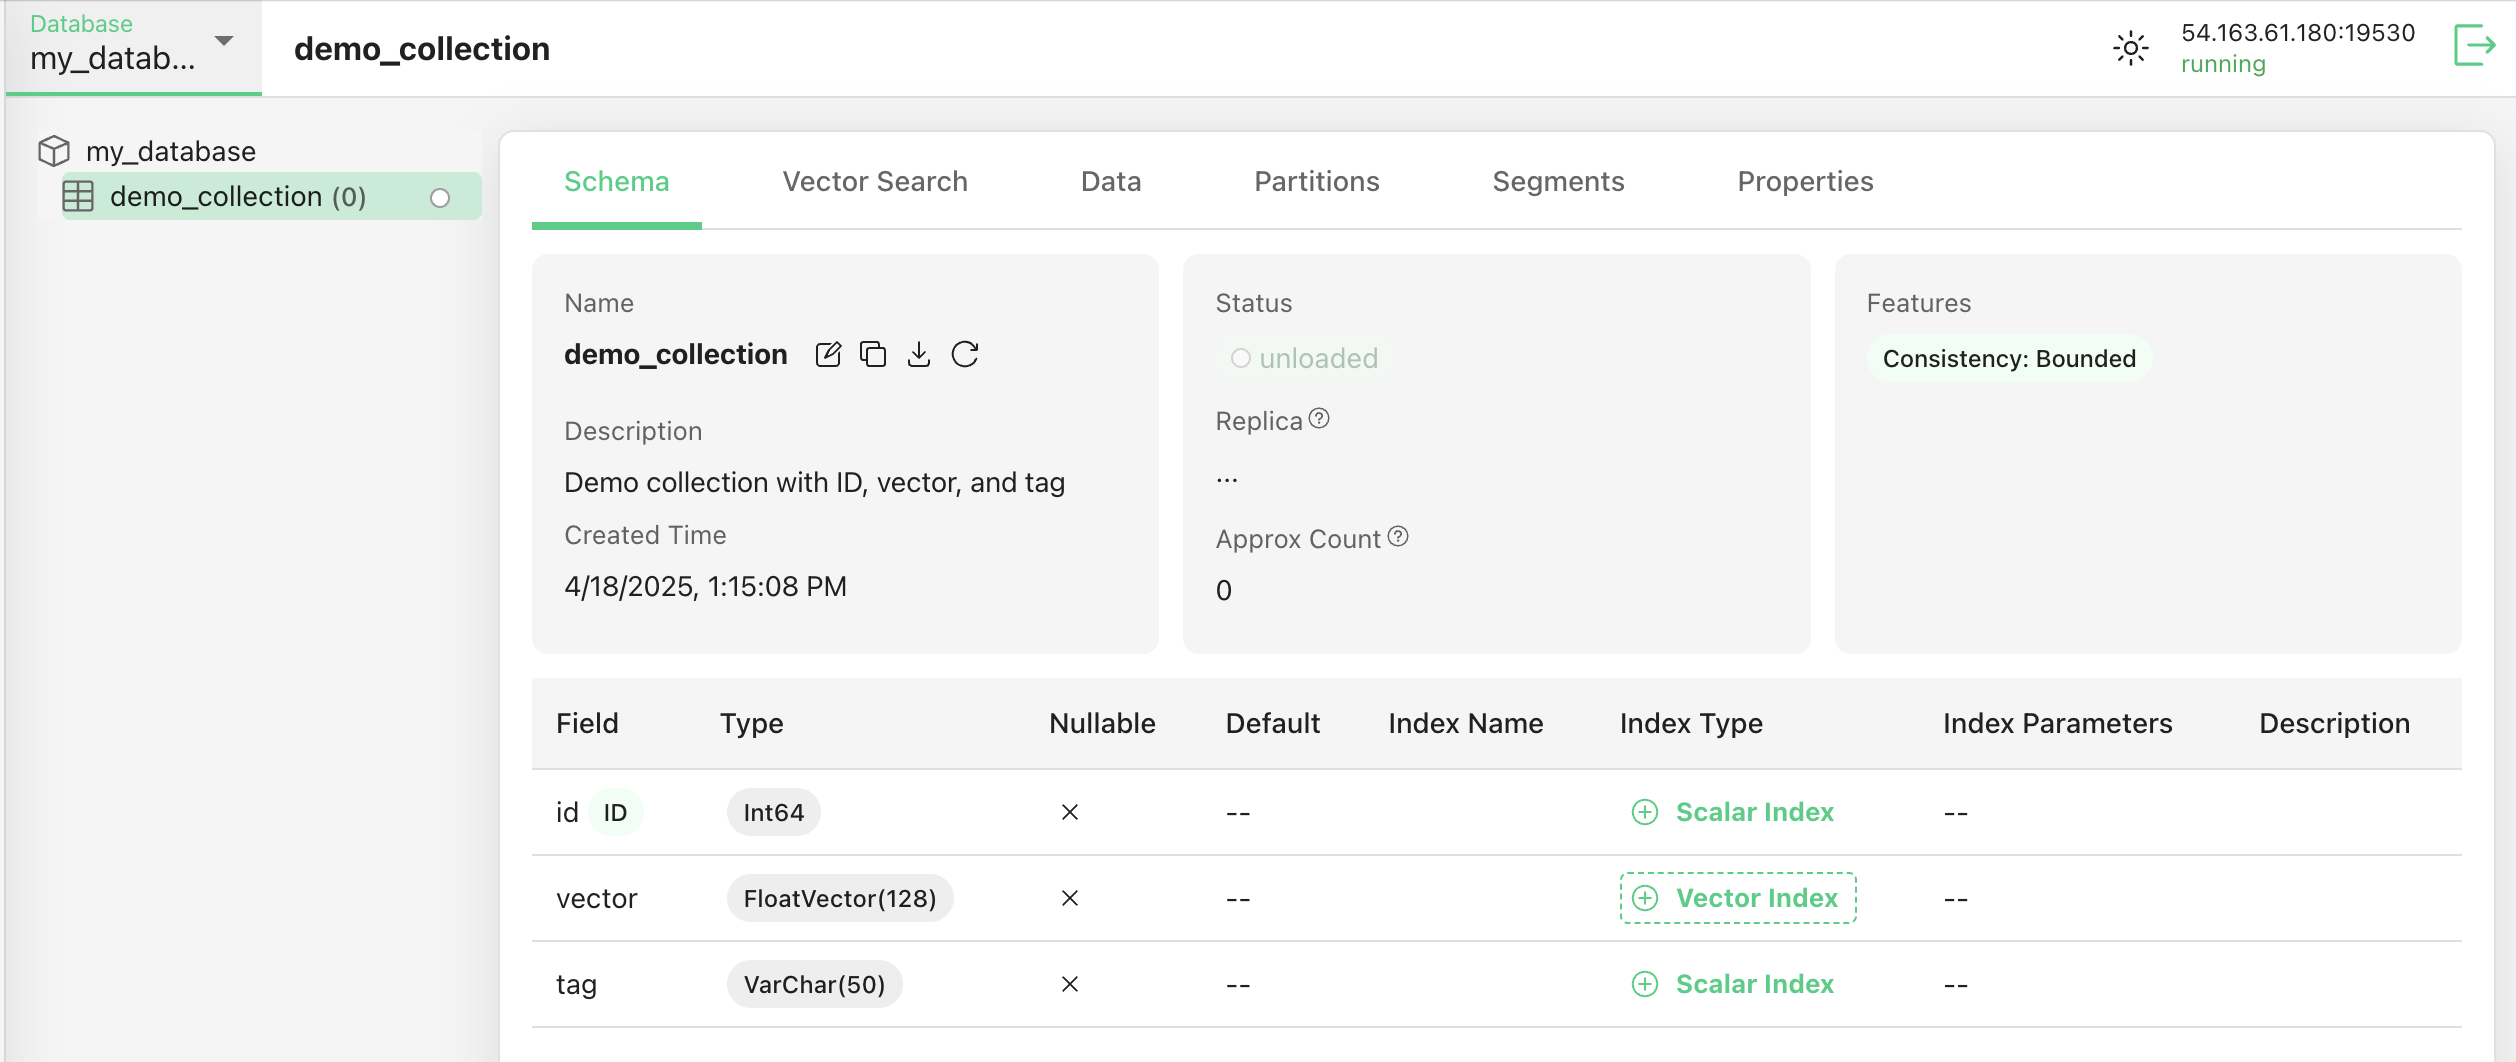 Database
my_datab...
demo_collection
54.163.61.180:19530
running
my_database
demo_collection (0)
Schema Vector Search Data Partitions Segments Properties
Name
demo_collection
Description
Demo collection with ID, vector, and tag
Created Time
4/18/2025, 1:15:08 PM
Status
unloaded
Replica
...
Approx Count
0
Features
Consistency: Bounded
Field Type Nullable Default Index Name Index Type Index Parameters Description
id ID Int64 -- Scalar Index --
vector FloatVector(128) -- Vector Index --
tag VarChar(50) -- Scalar Index --